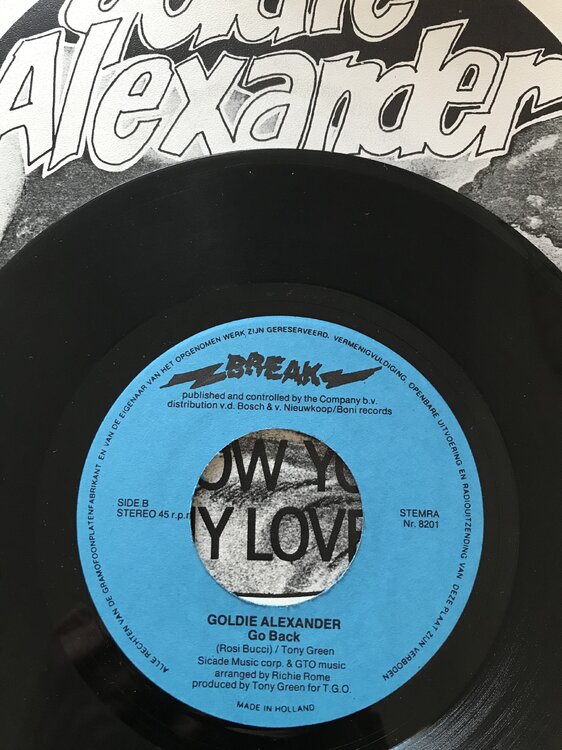 Goldie
Alexander
ALLE RECHTEN VAN DE GRAKOFOONPLATENFABRIKANT EN VAN DE EIGENAAR VAN HET OPGENOMEN WERK ZIJN GERESERVEERD. VERMENIGVULDIGING, OPENBARE UITVOERING EN RADIOUITZENDING VAN DEZE PLAAT ZIJN VERBODEN
BREAK
published and controlled by the Company b.v.
distribution v.d. Bosch & v. Nieuwkoop/Boni records
OW YO
Y LOVE
SIDE B
STEREO 45 r.p.
STEMRA
Nr. 8201
GOLDIE ALEXANDER
Go Back
(Rosi Bucci) / Tony Green
Sicade Music corp. & GTO music
arranged by Richie Rome
produced by Tony Green for T.G.O.
MADE IN HOLLAND